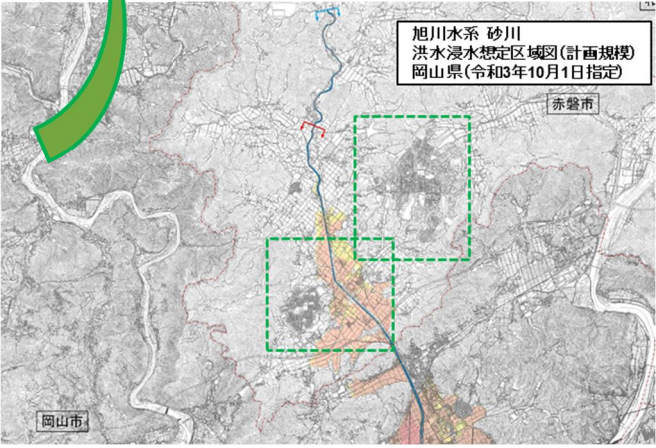 旭川水系 砂川
洪水浸水想定区域図(計画規模)
岡山県(令和3年10月1日指定)
赤磐市
岡山市